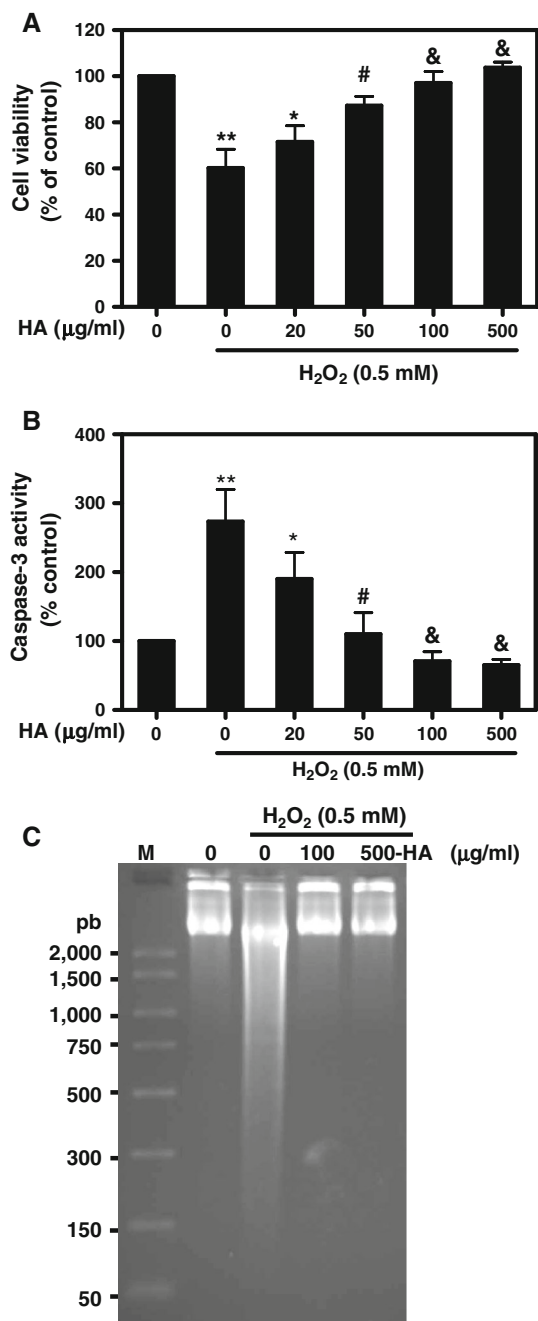 A
120
100
80
60
40
20
0
Cell viability
(% of control)
** * # & &
HA (μg/ml) 0 0 20 50 100 500
H₂O₂ (0.5 mM)
B
400
300
200
100
0
Caspase-3 activity
(% control)
** * # & &
HA (μg/ml) 0 0 20 50 100 500
H₂O₂ (0.5 mM)
C
H₂O₂ (0.5 mM)
M 0 0 100 500-HA (μg/ml)
pb
2,000
1,500
1,000
750
500
300
150
50